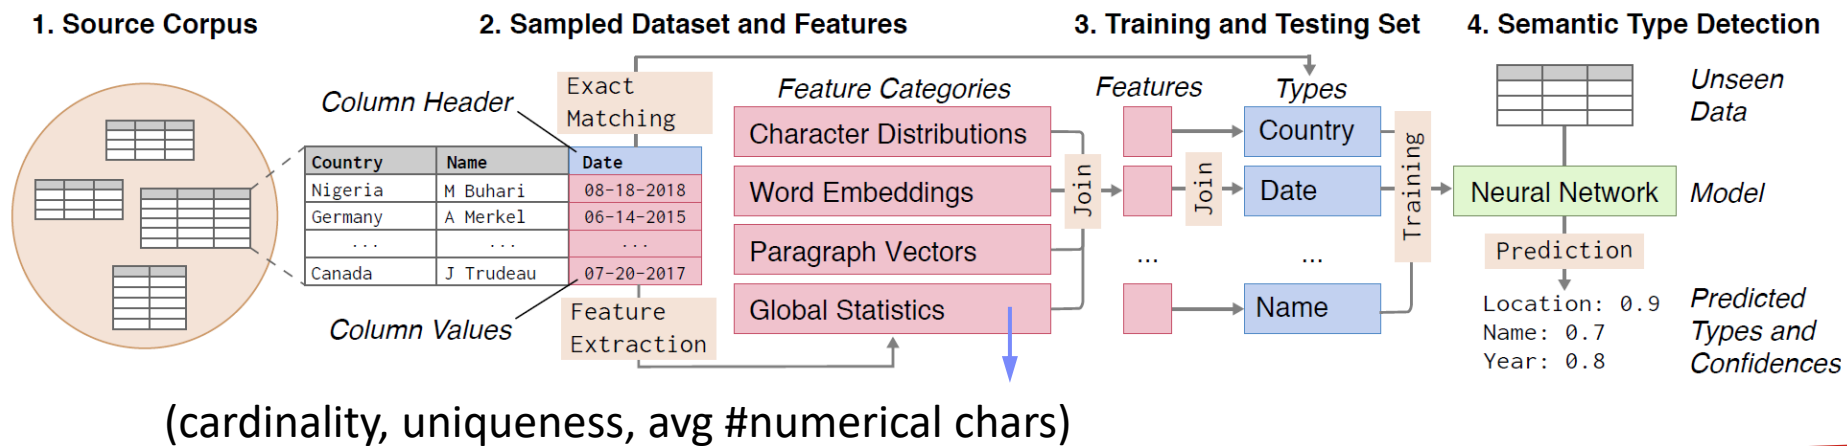 1. Source Corpus
2. Sampled Dataset and Features
3. Training and Testing Set
4. Semantic Type Detection
Column Header
Exact
Matching
Country Name Date
Nigeria M Buhari 08-18-2018
Germany A Merkel 06-14-2015
... ... ...
Canada J Trudeau 07-20-2017
Column Values
Feature
Extraction
Feature Categories
Character Distributions
Word Embeddings
Paragraph Vectors
Global Statistics
Join
Features
Types
Join
Country
Date
... ...
Name
Training
Unseen
Data
Neural Network
Model
Prediction
Location: 0.9
Name: 0.7
Year: 0.8
Predicted
Types and
Confidences
(cardinality, uniqueness, avg #numerical chars)